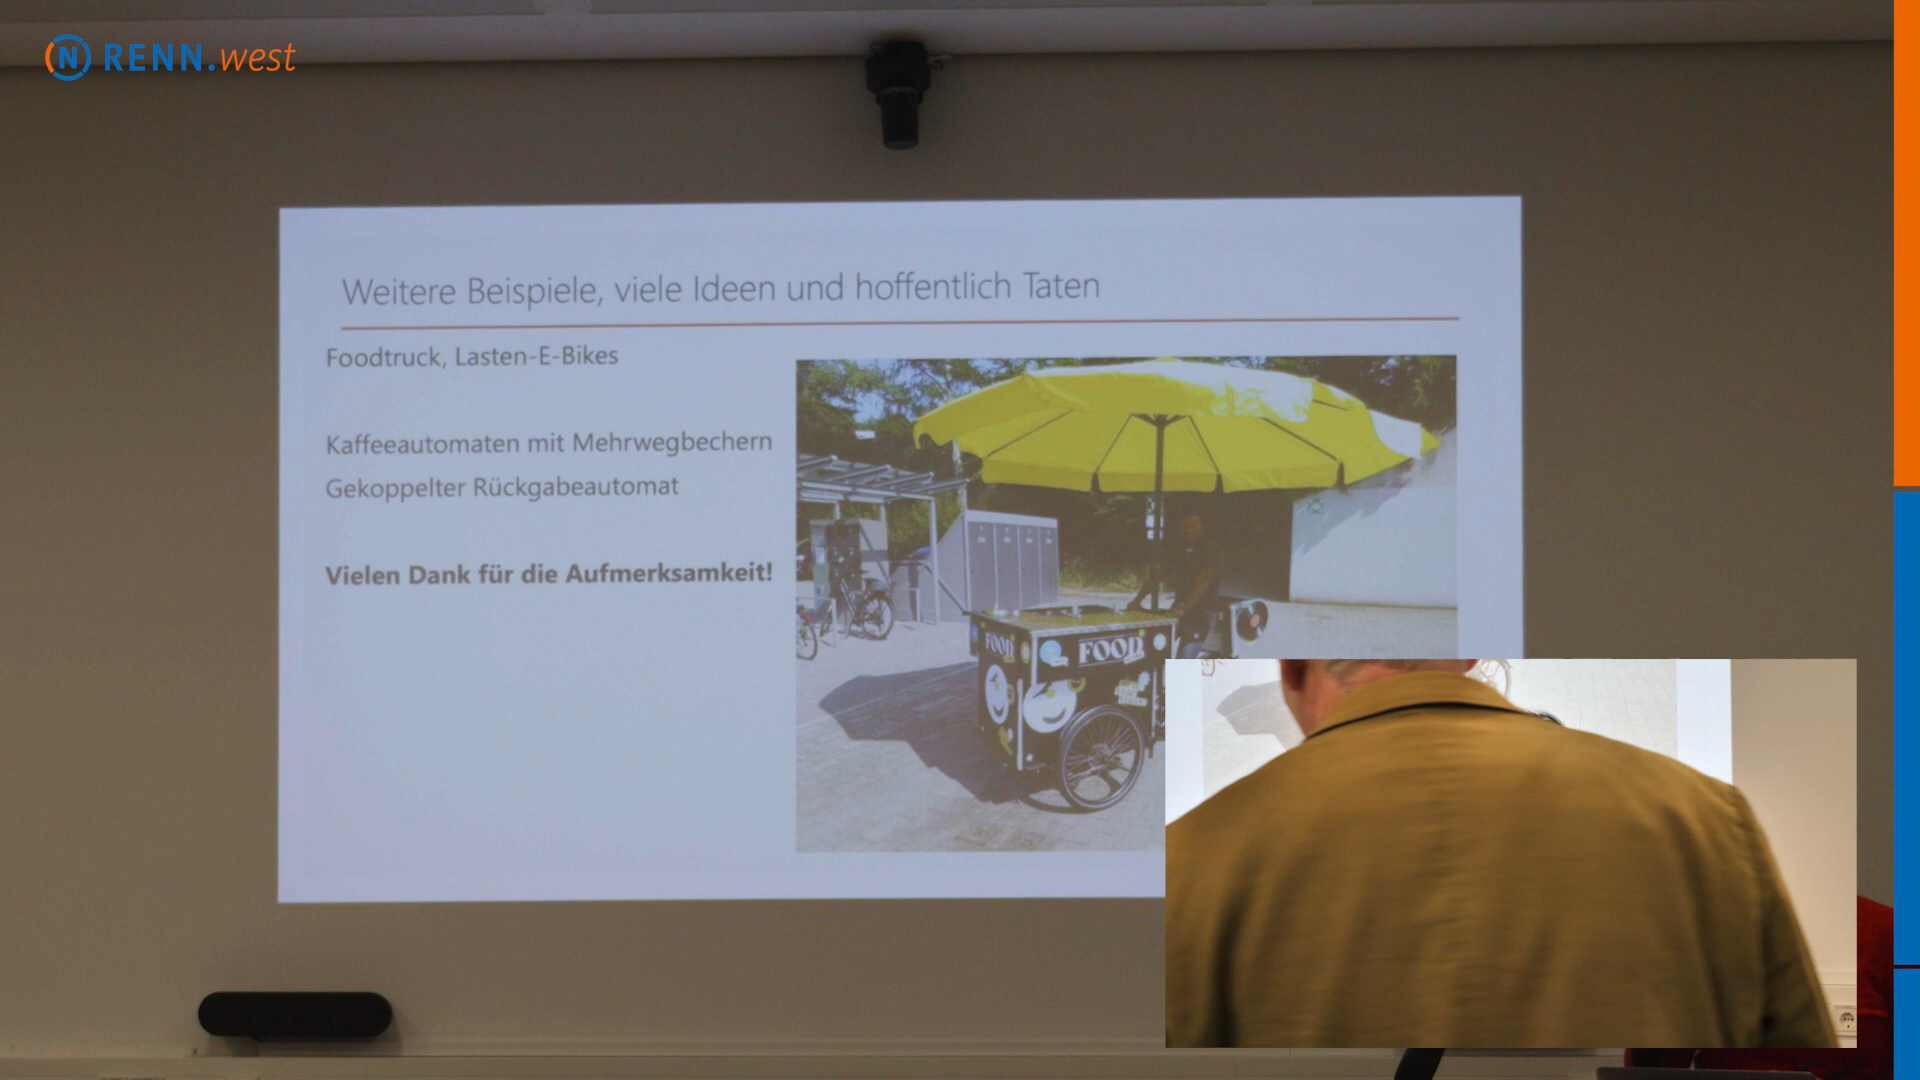 N RENN.west
Weitere Beispiele, viele Ideen und hoffentlich Taten
Foodtruck, Lasten-E-Bikes
Kaffeeautomaten mit Mehrwegbechern
Gekoppelter Rückgabeautomat
Vielen Dank für die Aufmerksamkeit!
FOOD
FOOD